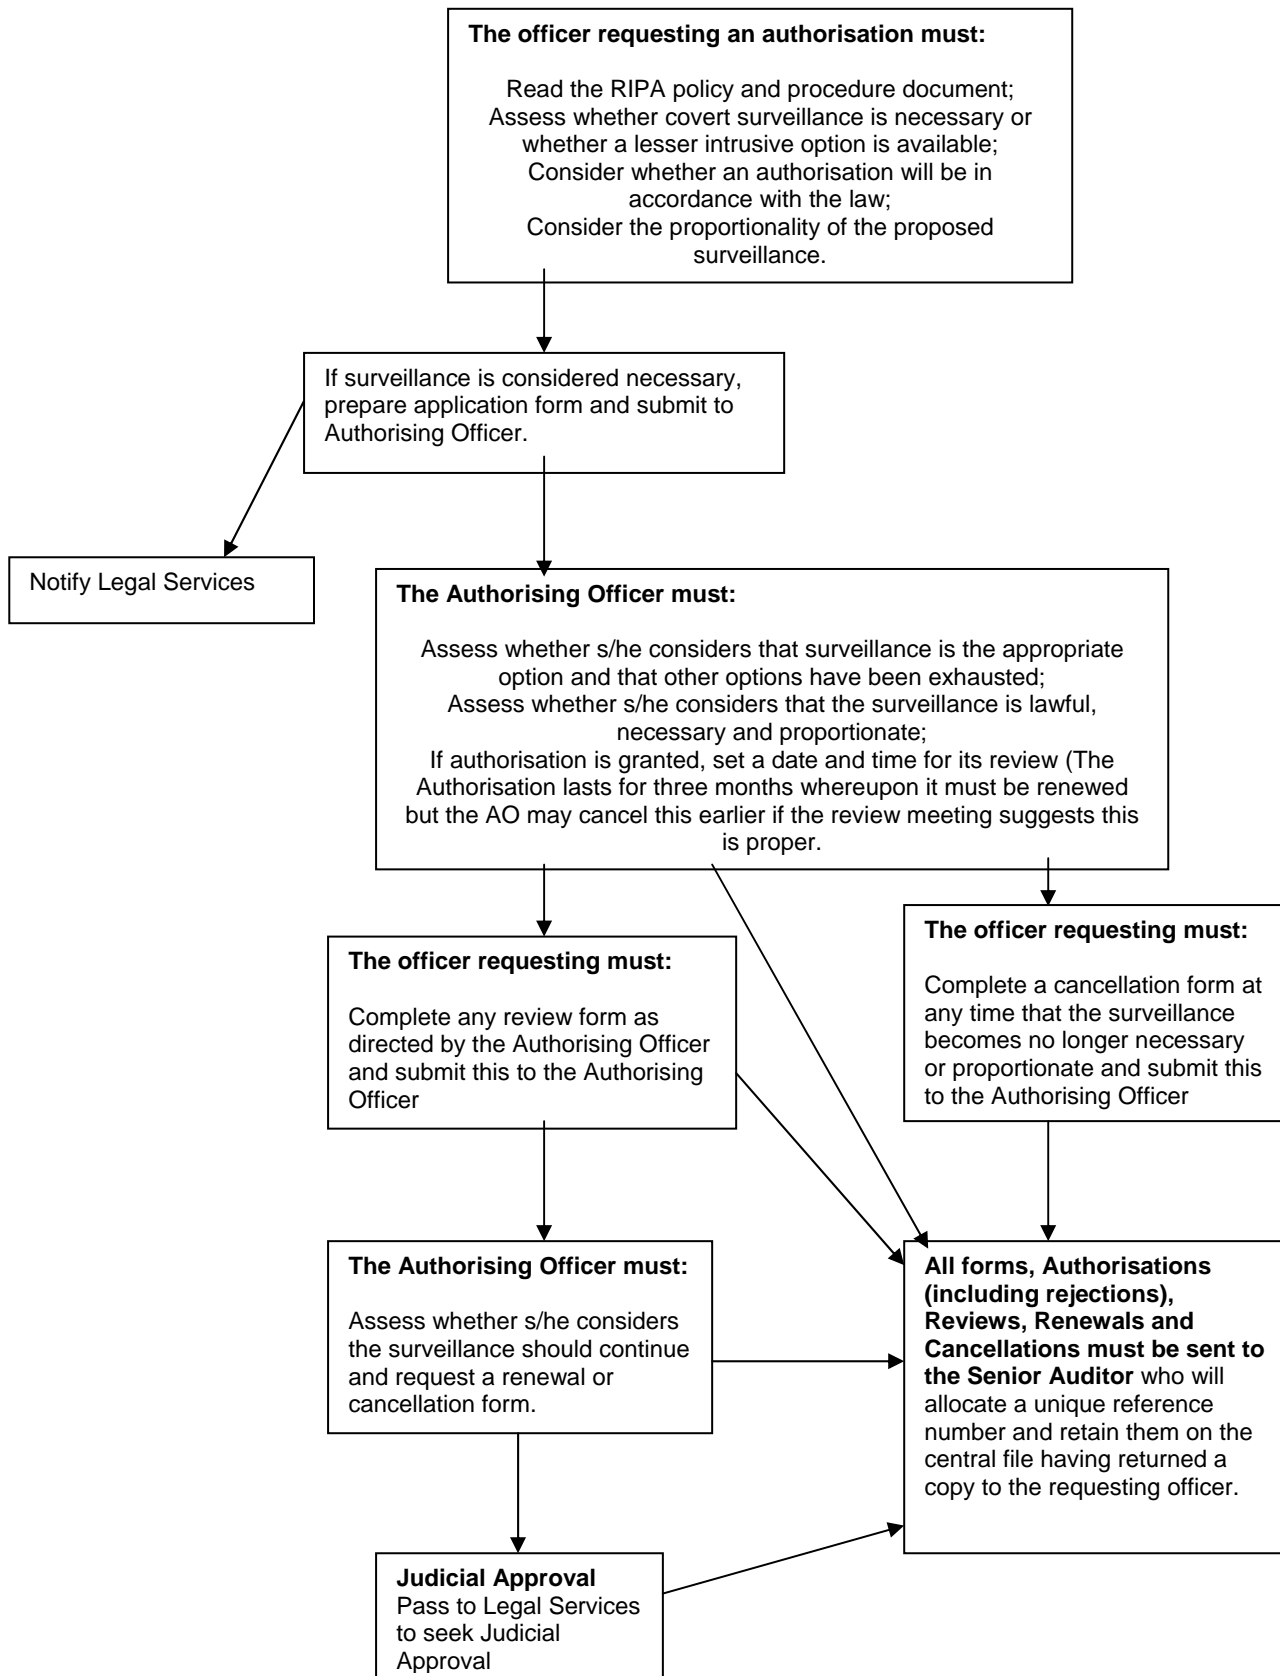 The officer requesting an authorisation must:
Read the RIPA policy and procedure document;
Assess whether covert surveillance is necessary or
whether a lesser intrusive option is available;
Consider whether an authorisation will be in
accordance with the law;
Consider the proportionality of the proposed
surveillance.
If surveillance is considered necessary,
prepare application form and submit to
Authorising Officer.
Notify Legal Services
The Authorising Officer must:
Assess whether s/he considers that surveillance is the appropriate
option and that other options have been exhausted;
Assess whether s/he considers that the surveillance is lawful,
necessary and proportionate;
If authorisation is granted, set a date and time for its review (The
Authorisation lasts for three months whereupon it must be renewed
but the AO may cancel this earlier if the review meeting suggests this
is proper.
The officer requesting must:
Complete any review form as
directed by the Authorising Officer
and submit this to the Authorising
Officer
The officer requesting must:
Complete a cancellation form at
any time that the surveillance
becomes no longer necessary
or proportionate and submit this
to the Authorising Officer
The Authorising Officer must:
Assess whether s/he considers
the surveillance should continue
and request a renewal or
cancellation form.
All forms, Authorisations
(including rejections),
Reviews, Renewals and
Cancellations must be sent to
the Senior Auditor who will
allocate a unique reference
number and retain them on the
central file having returned a
copy to the requesting officer.
Judicial Approval
Pass to Legal Services
to seek Judicial
Approval